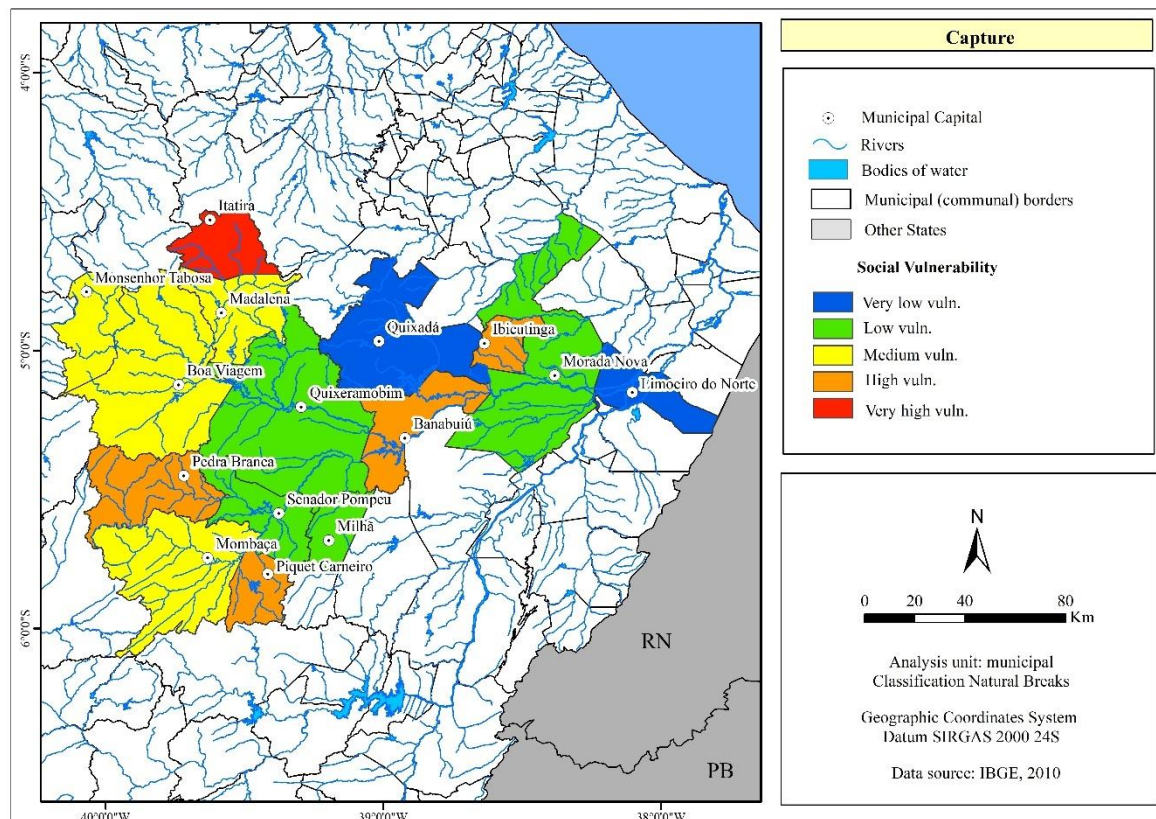 Capture
4°0'0"S
5°0'0"S
6°0'0"S
40°0'0"W
39°0'0"W
38°0'0"W
Itatira
Monsenhor Tabosa
Madalena
Quixadá
Ibicutinga
Boa Viagem
Morada Nova
Quixeramobim
Limoeiro do Norte
Banabuiú
Pedra Branca
Senador Pompeu
Milhã
Mombaça
Piquet Carneiro
RN
PB
Municipal Capital
Rivers
Bodies of water
Municipal (communal) borders
Other States
Social Vulnerability
Very low vuln.
Low vuln.
Medium vuln.
High vuln.
Very high vuln.
N
0 20 40 80
Km
Analysis unit: municipal
Classification Natural Breaks
Geographic Coordinates System
Datum SIRGAS 2000 24S
Data source: IBGE, 2010